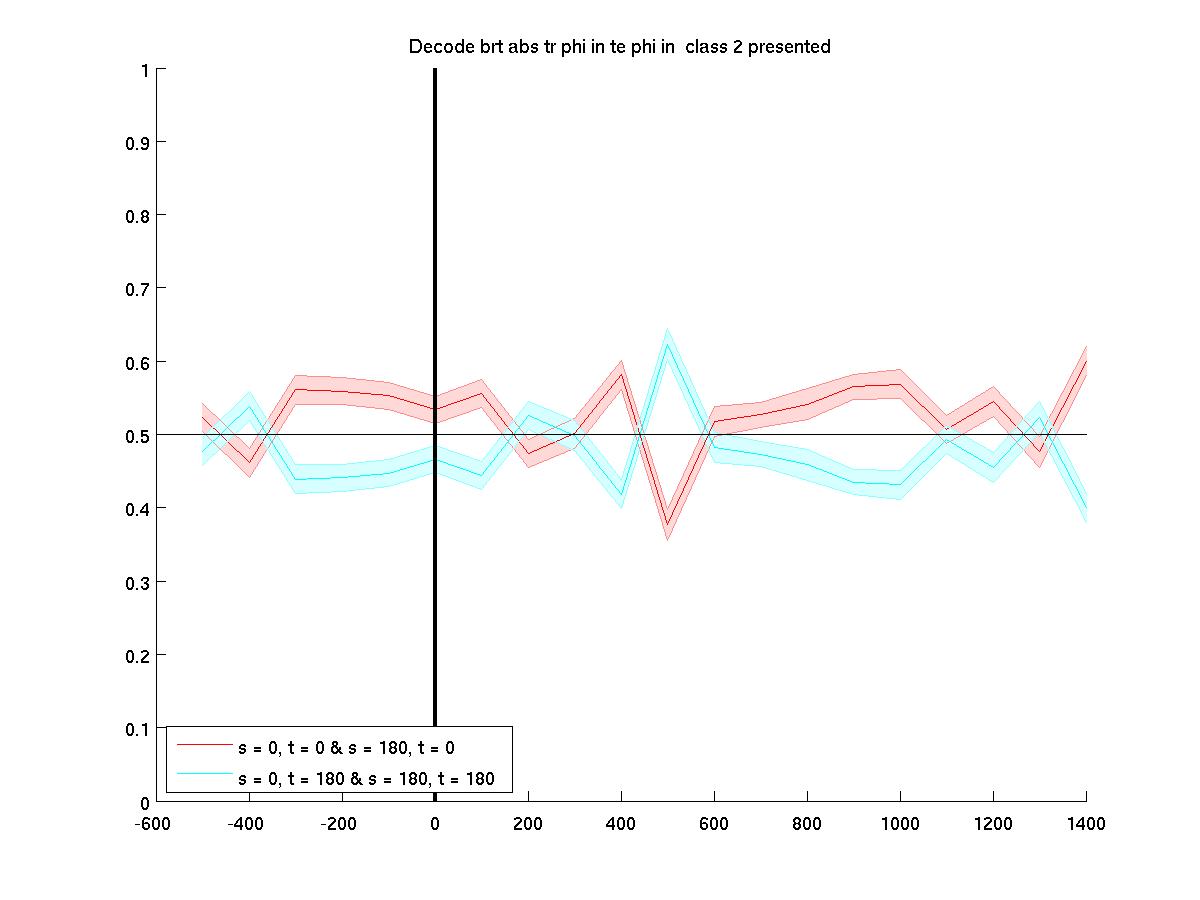 Decode brt abs tr phi in te phi in  class 2 presented
1
0.9
0.8
0.7
0.6
0.5
0.4
0.3
0.2
0.1
0
s = 0, t = 0 & s = 180, t = 0
s = 0, t = 180 & s = 180, t = 180
-600 -400 -200 0 200 400 600 800 1000 1200 1400